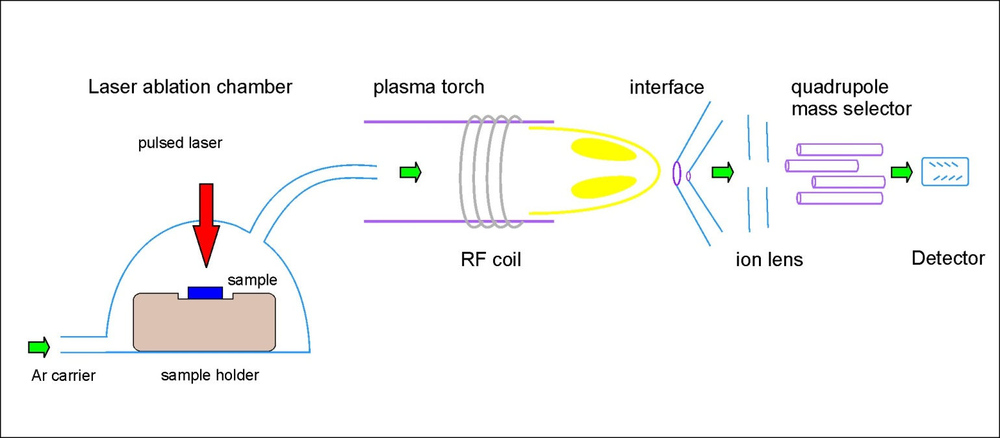 Laser ablation chamber
plasma torch
interface
quadrupole
mass selector
pulsed laser
RF coil
ion lens
Detector
sample
Ar carrier
sample holder